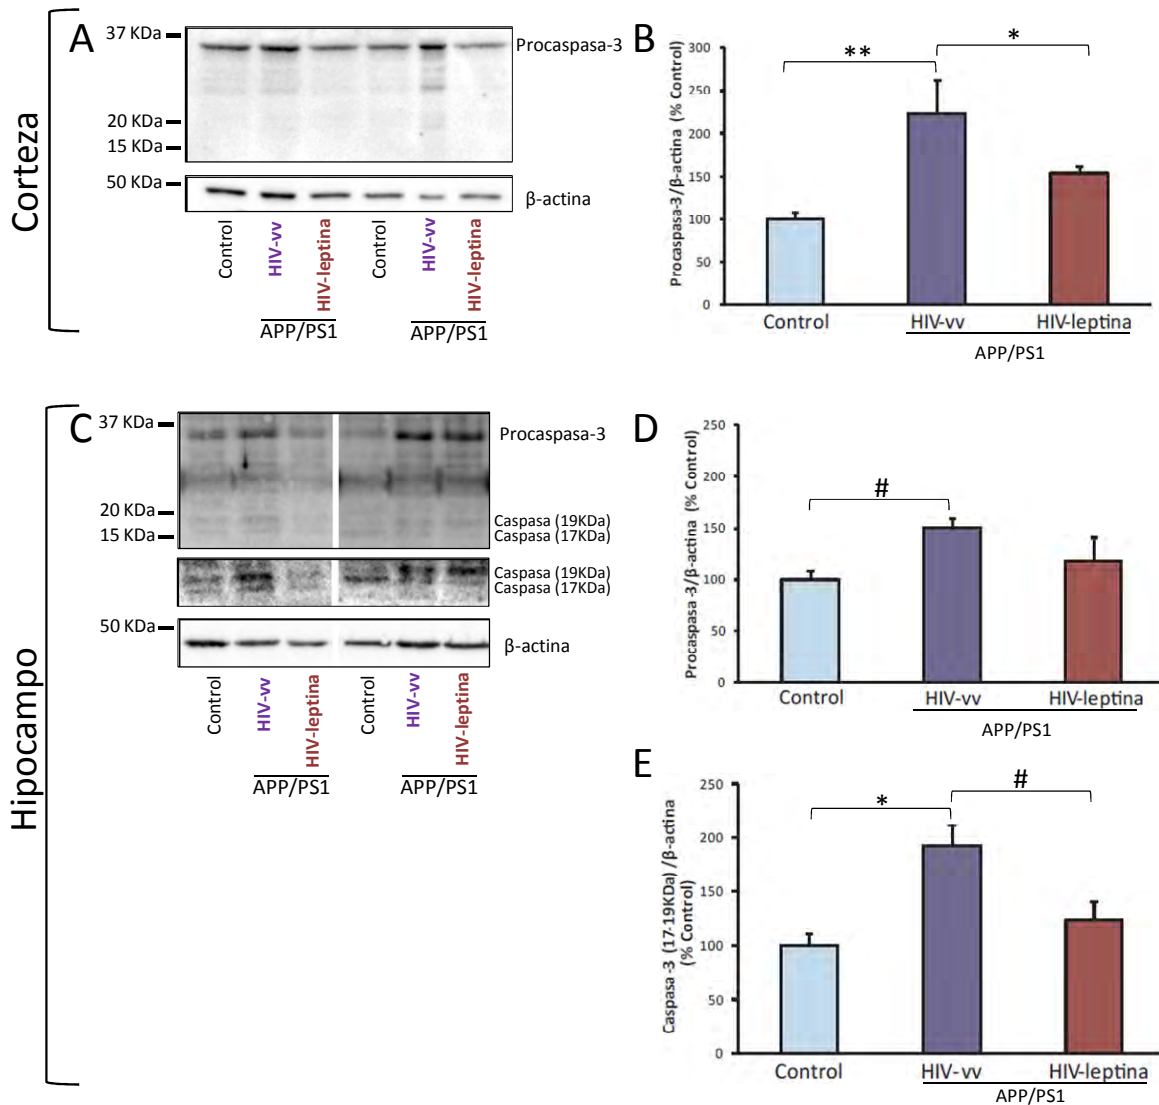 Corteza
A
37 KDa
20 KDa
15 KDa
50 KDa
Procaspasa-3
β-actina
Control
HIV-vv
HIV-leptina
Control
HIV-vv
HIV-leptina
APP/PS1
APP/PS1
B
Procaspasa-3/β-actina (% Control)
300
250
200
150
100
50
0
**
*
Control
HIV-vv
HIV-leptina
APP/PS1
Hipocampo
C
37 KDa
20 KDa
15 KDa
50 KDa
Procaspasa-3
Caspasa (19KDa)
Caspasa (17KDa)
Caspasa (19KDa)
Caspasa (17KDa)
β-actina
Control
HIV-vv
HIV-leptina
Control
HIV-vv
HIV-leptina
APP/PS1
APP/PS1
D
Procaspasa -3/β-actina (% Control)
250
200
150
100
50
0
#
Control
HIV-vv
HIV-leptina
APP/PS1
E
Caspasa -3 (17-19KDa) /β-actina
(% Control)
250
200
150
100
50
0
*
#
Control
HIV- vv
HIV-leptina
APP/PS1